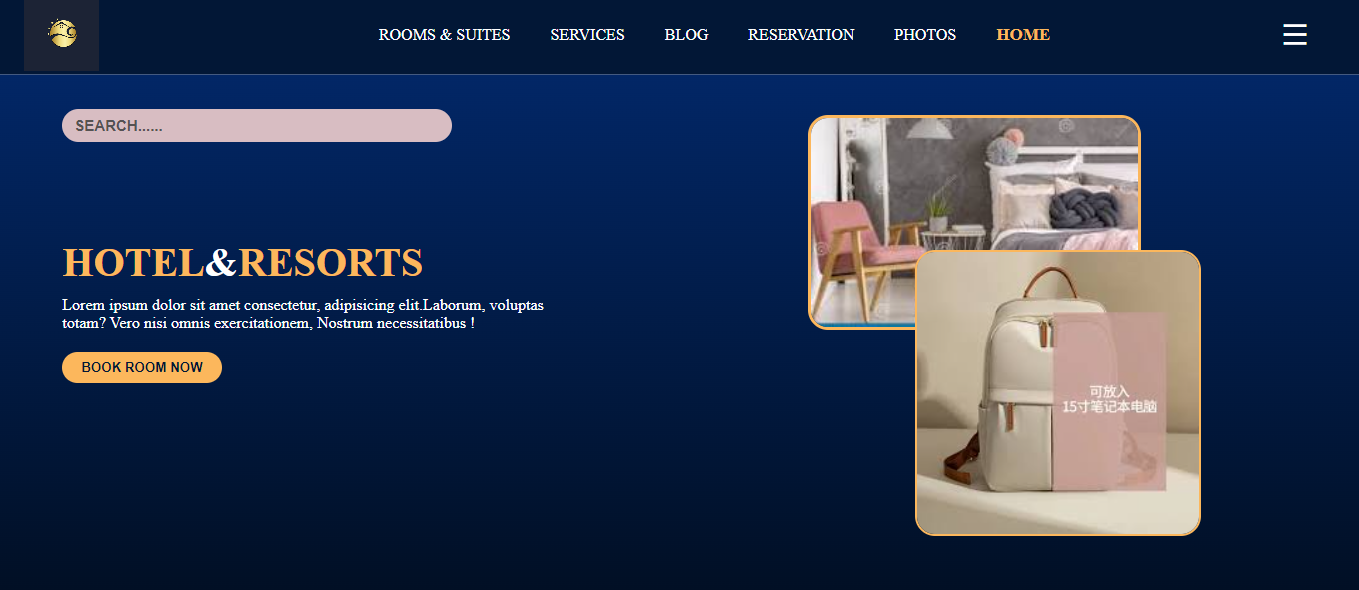 ROOMS & SUITES SERVICES BLOG RESERVATION PHOTOS HOME
SEARCH......
HOTEL&RESORTS
Lorem ipsum dolor sit amet consectetur, adipisicing elit.Laborum, voluptas
totam? Vero nisi omnis exercitationem, Nostrum necessitatibus !
BOOK ROOM NOW
可放入
15寸笔记本电脑